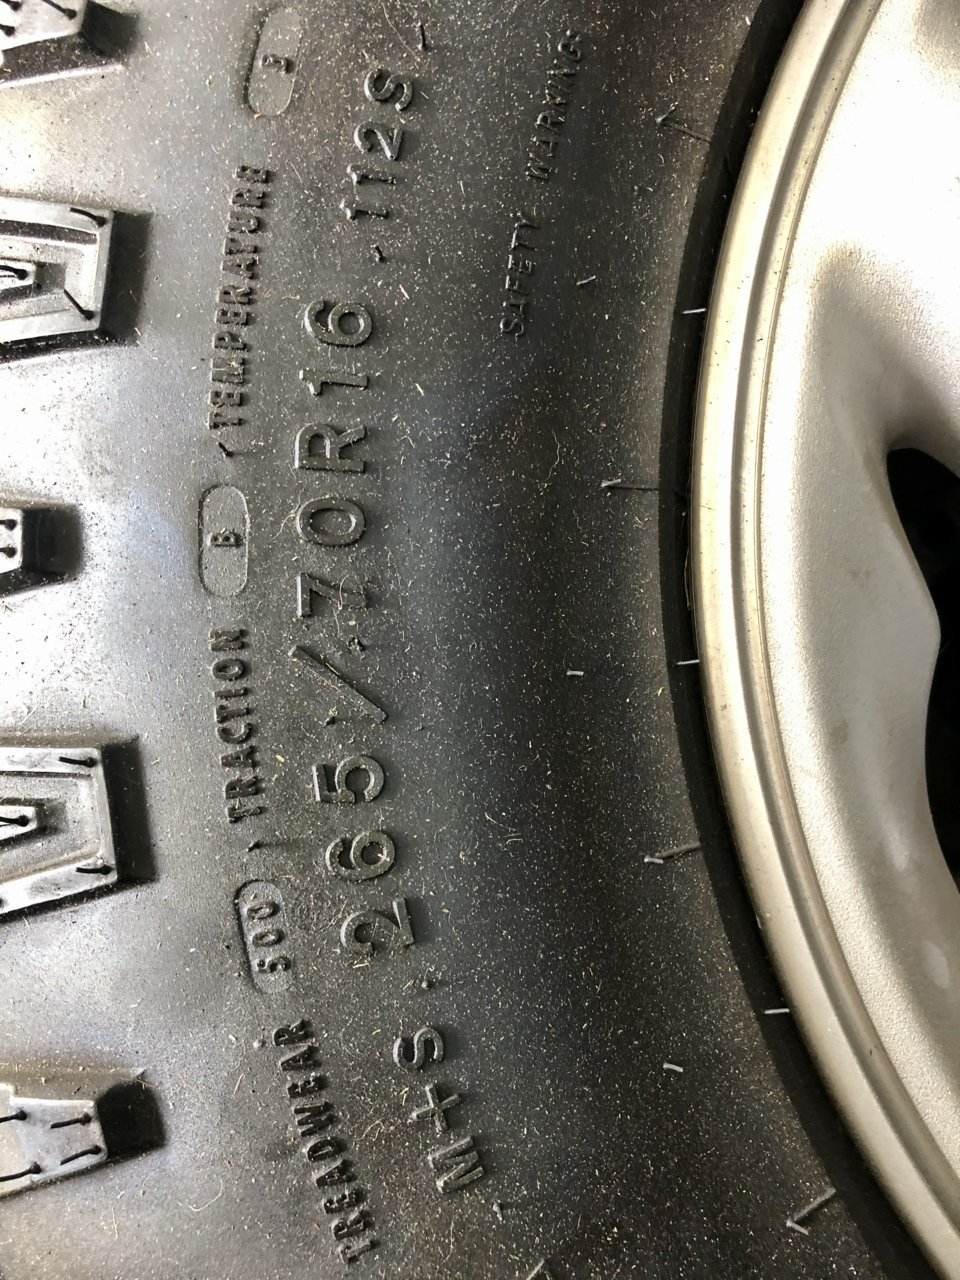 TREADWEAR 500 TRACTION B TEMPERATURE B
M+S 265/70R16 112S
SAFETY WARNING: